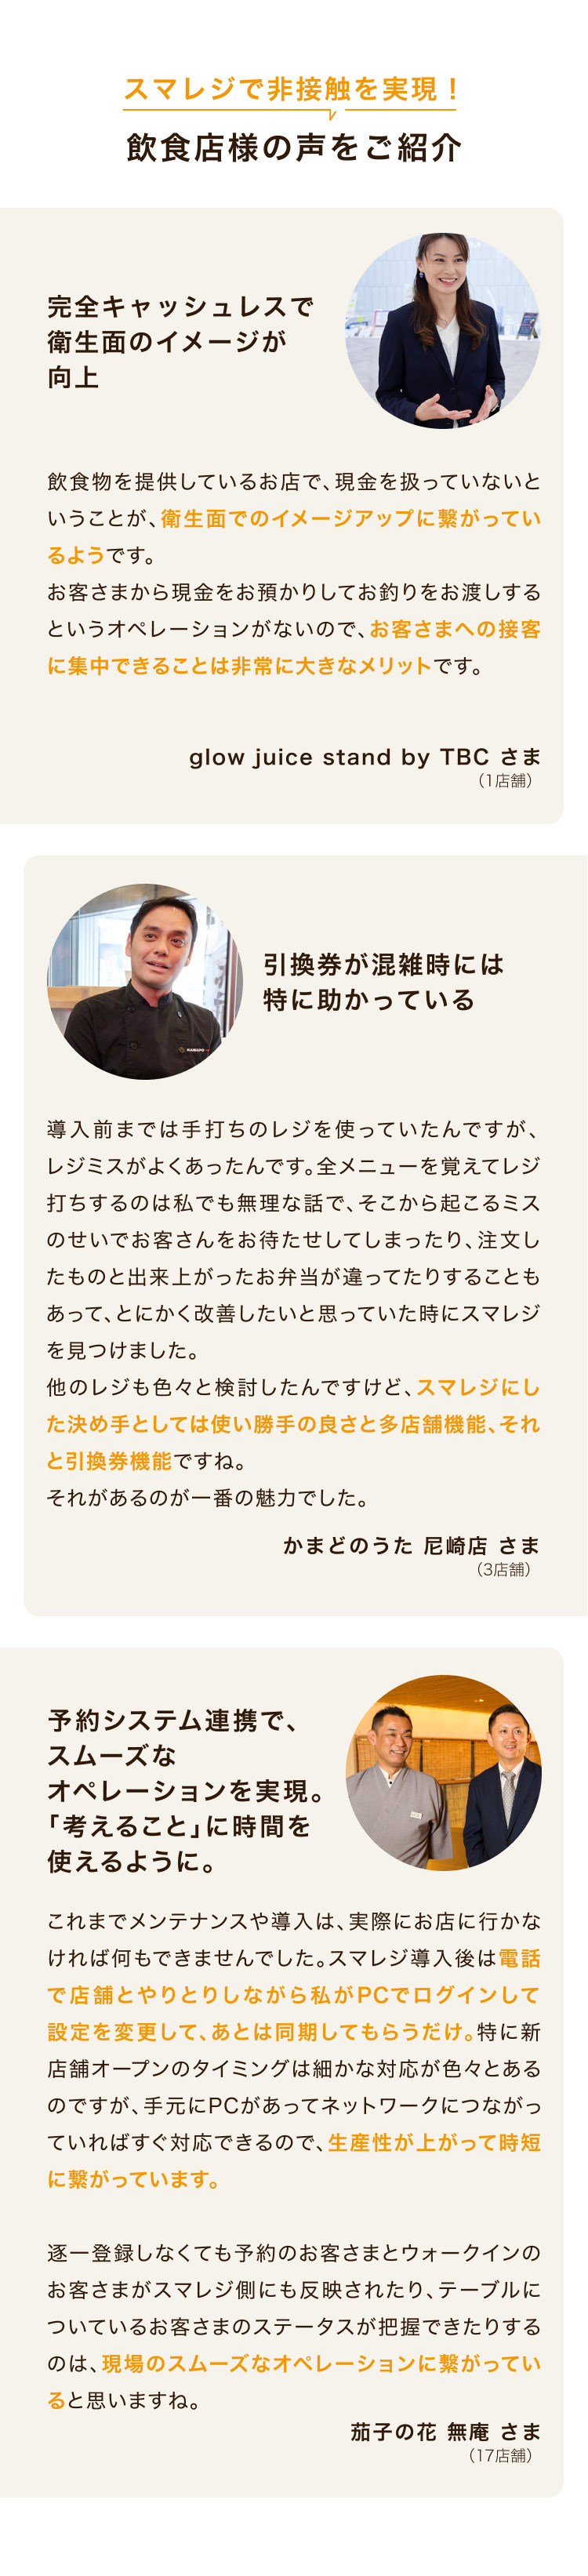 スマレジで非接触を実現！
飲食店様の声をご紹介
完全キャッシュレスで
衛生面のイメージが
向上
飲食物を提供しているお店で、現金を扱っていないと
いうことが、衛生面でのイメージアップに繋がってい
るようです。
お客さまから現金をお預かりしてお釣りをお渡しする
というオペレーションがないので、お客さまへの接客
に集中できることは非常に大きなメリットです。
glow juice stand by TBC さま
（1店舗）
引換券が混雑時には
特に助かっている
導入前までは手打ちのレジを使っていたんですが、
レジミスがよくあったんです。全メニューを覚えてレジ
打ちするのは私でも無理な話で、そこから起こるミス
のせいでお客さんをお待たせしてしまったり、注文し
たものと出来上がったお弁当が違ってたりすることも
あって、とにかく改善したいと思っていた時にスマレジ
を見つけました。
他のレジも色々と検討したんですけど、スマレジにし
た決め手としては使い勝手の良さと多店舗機能、それ
と引換券機能ですね。
それがあるのが一番の魅力でした。
かまどのうた 尼崎店 さま
（3店舗）
予約システム連携で、
スムーズな
オペレーションを実現。
「考えること」に時間を
使えるように。
これまでメンテナンスや導入は、実際にお店に行かな
ければ何もできませんでした。スマレジ導入後は電話
で店舗とやりとりしながら私がPCでログインして
設定を変更して、あとは同期してもらうだけ。特に新
店舗オープンのタイミングは細かな対応が色々とある
のですが、手元にPCがあってネットワークにつながっ
ていればすぐ対応できるので、生産性が上がって時短
に繋がっています。
逐一登録しなくても予約のお客さまとウォークインの
お客さまがスマレジ側にも反映されたり、テーブルに
ついているお客さまのステータスが把握できたりする
のは、現場のスムーズなオペレーションに繋がってい
ると思いますね。
茄子の花 無庵 さま
（17店舗）